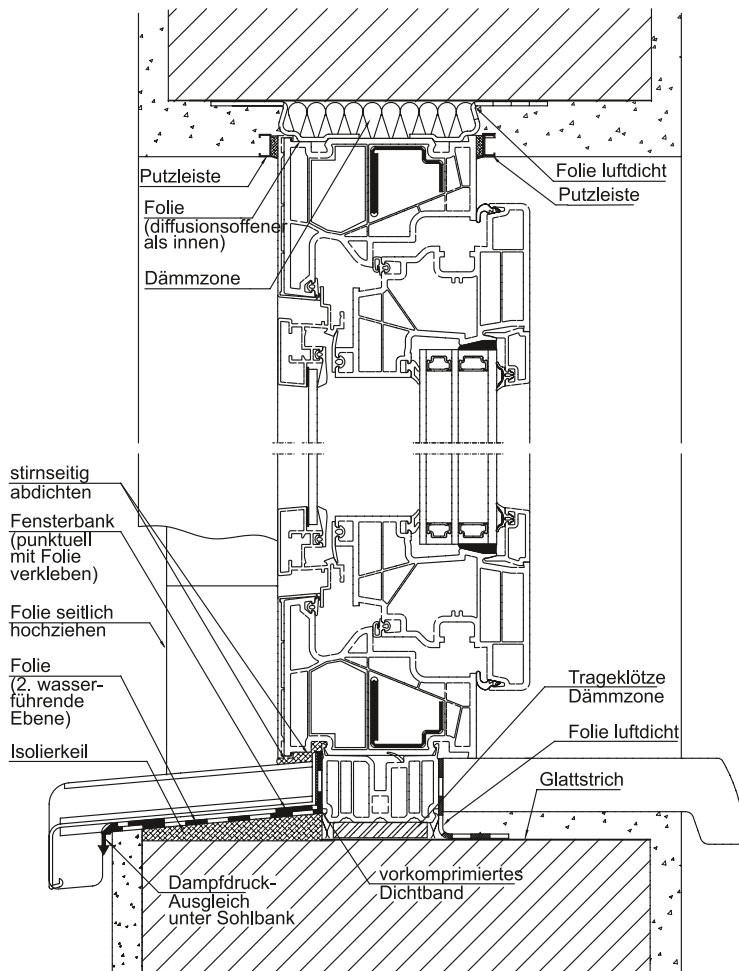 Putzleiste
Folie
(diffusionsoffener
als innen)
Dämmzone
Folie luftdicht
Putzleiste
stirnseitig
abdichten
Fensterbank
(punktuell
mit Folie
verkleben)
Folie seitlich
hochziehen
Folie
(2. wasser-
führende
Ebene)
Isolierkeil
Trageklötze
Dämmzone
Folie luftdicht
Glattstrich
Dampfdruck-
Ausgleich
unter Sohlbank
vorkomprimiertes
Dichtband